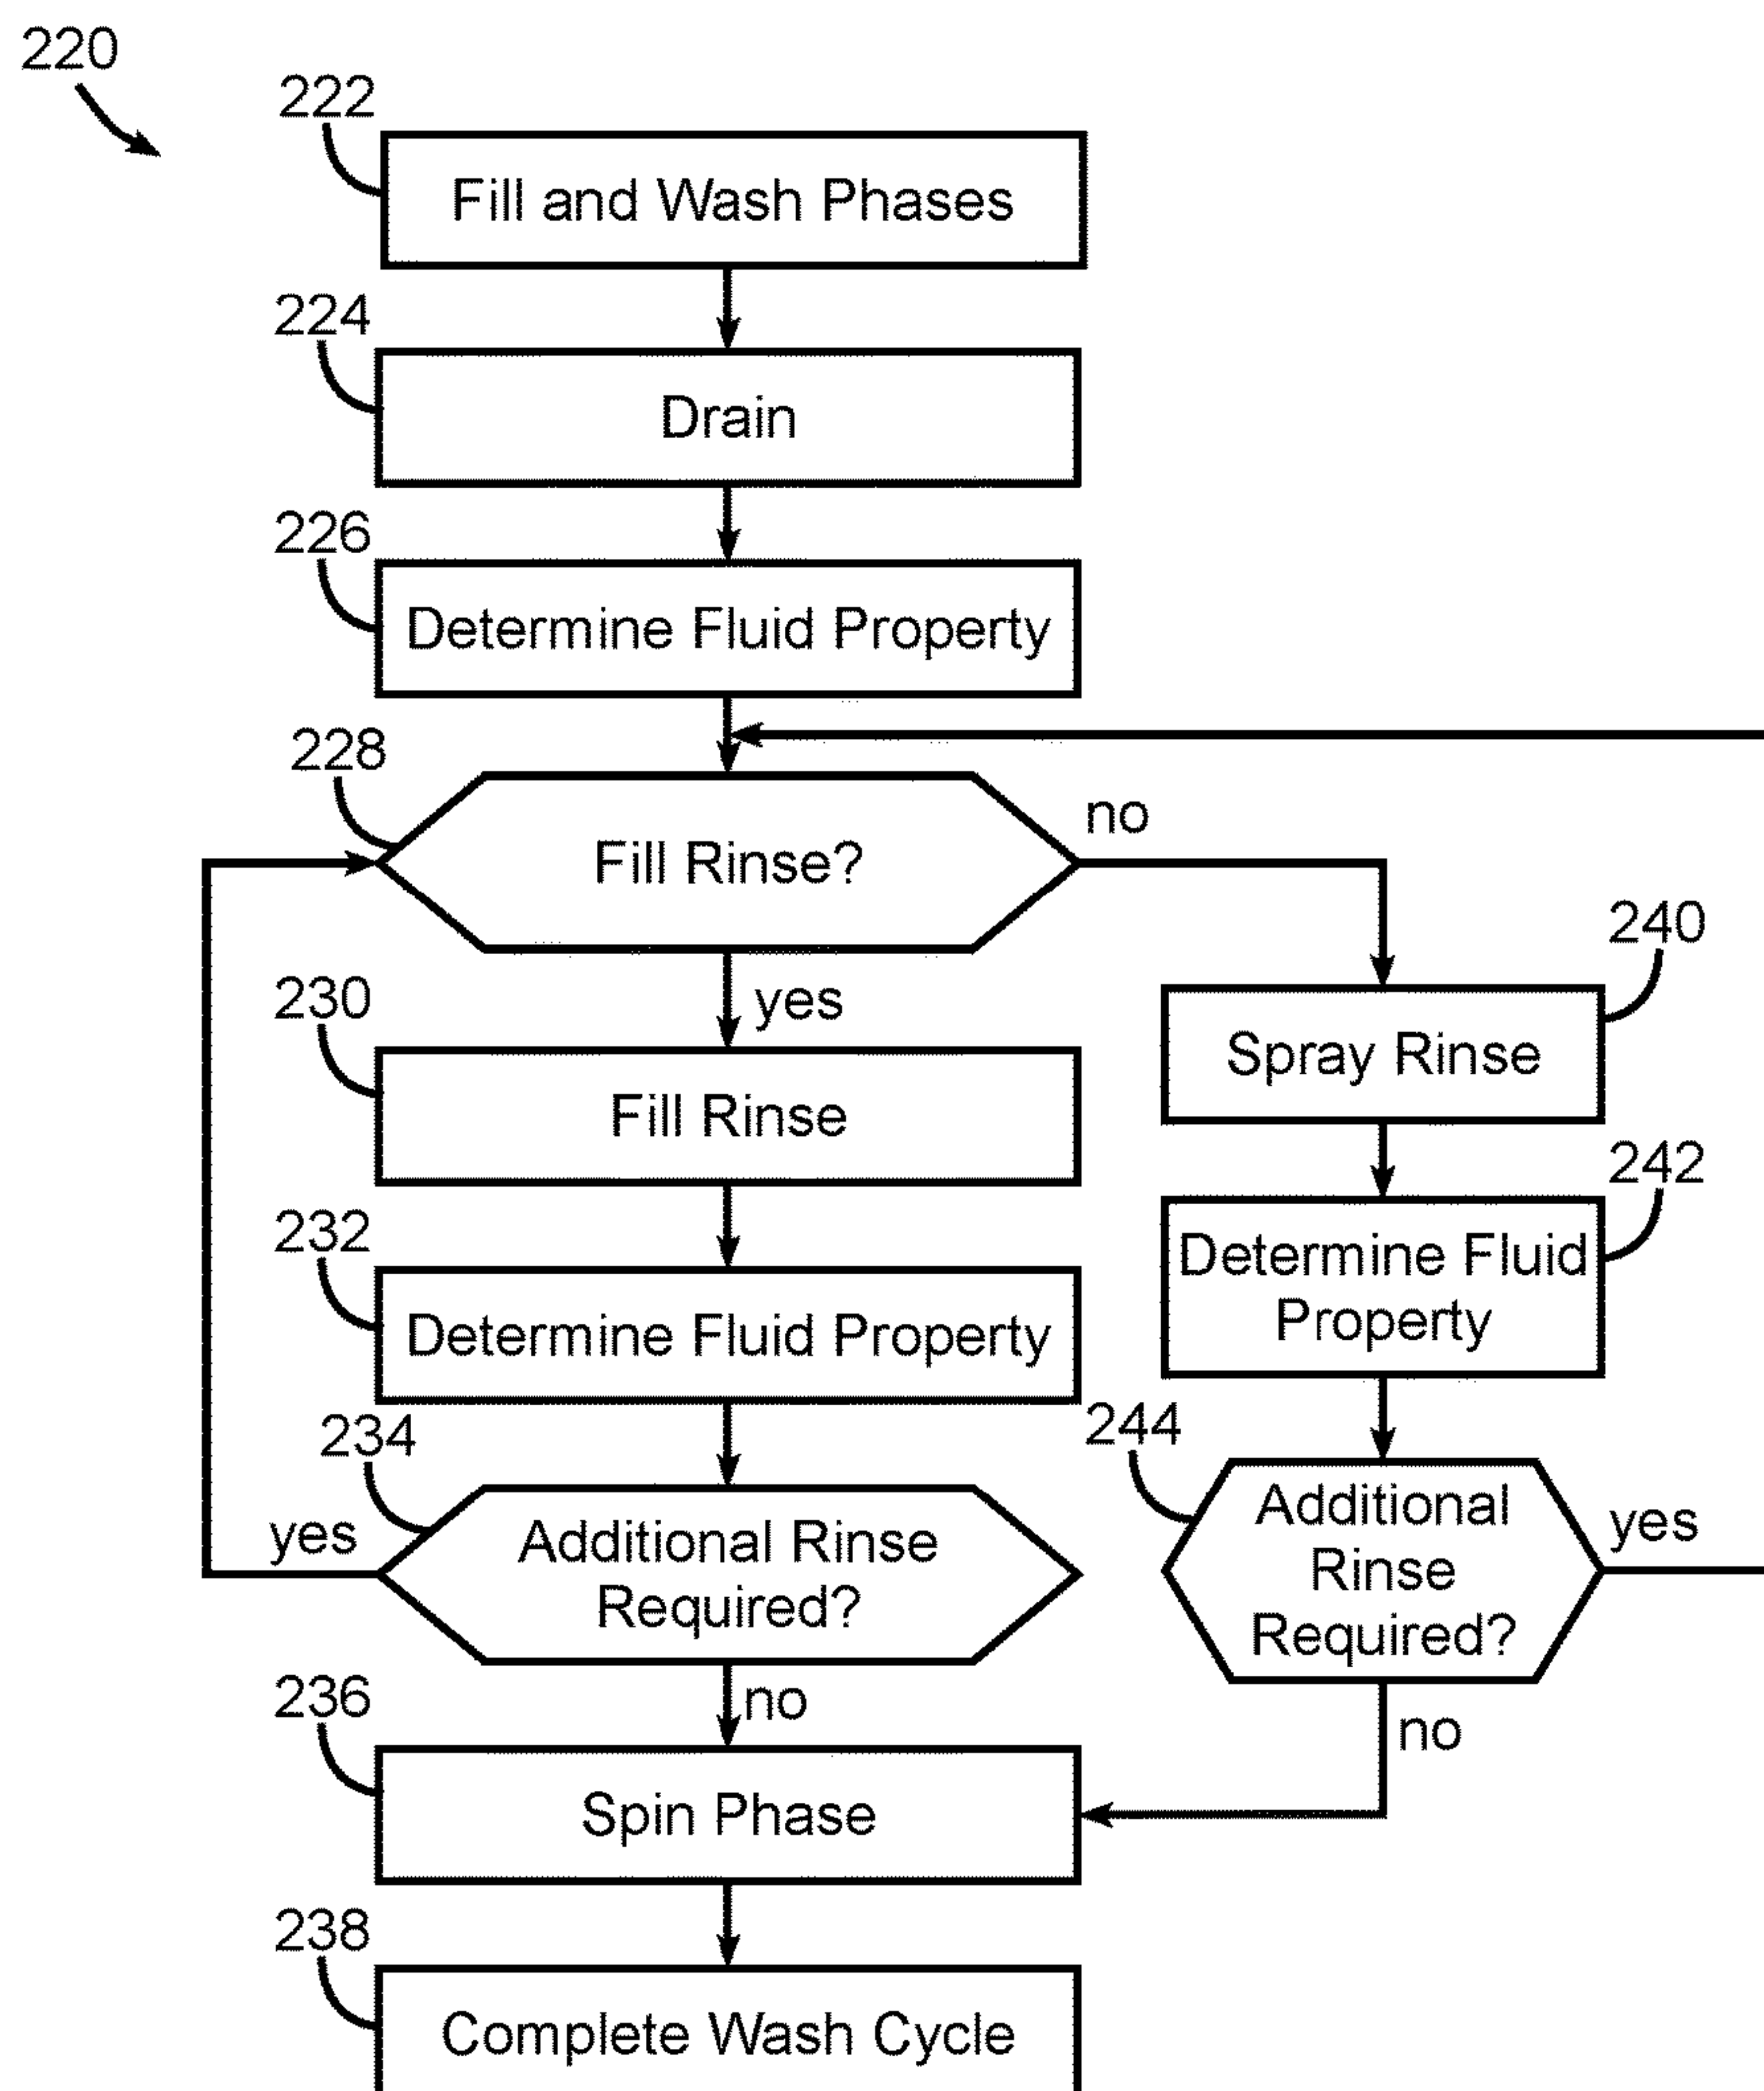 220
222
Fill and Wash Phases
224
Drain
226
Determine Fluid Property
228
Fill Rinse?
no
yes
230
Fill Rinse
240
Spray Rinse
232
Determine Fluid Property
242
Determine Fluid
Property
234
Additional Rinse
Required?
yes
no
244
Additional
Rinse
Required?
yes
no
236
Spin Phase
238
Complete Wash Cycle